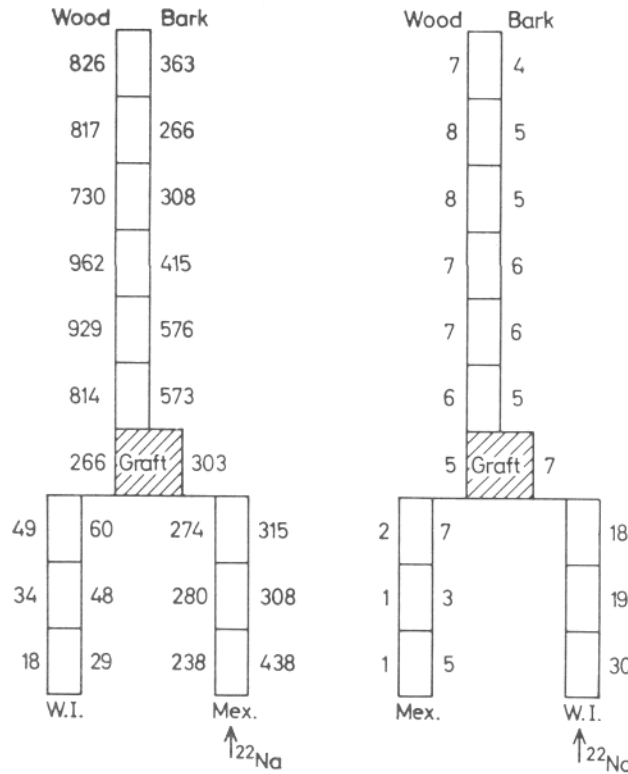 Wood Bark Wood Bark
826 363 7 4
817 266 8 5
730 308 8 5
962 415 7 6
929 576 7 6
814 573 6 5
266 Graft 303 5 Graft 7
49 60 274 315 2 7 18
34 48 280 308 1 3 19
18 29 238 438 1 5 30
W.I. Mex. Mex. W.I.
22Na 22Na